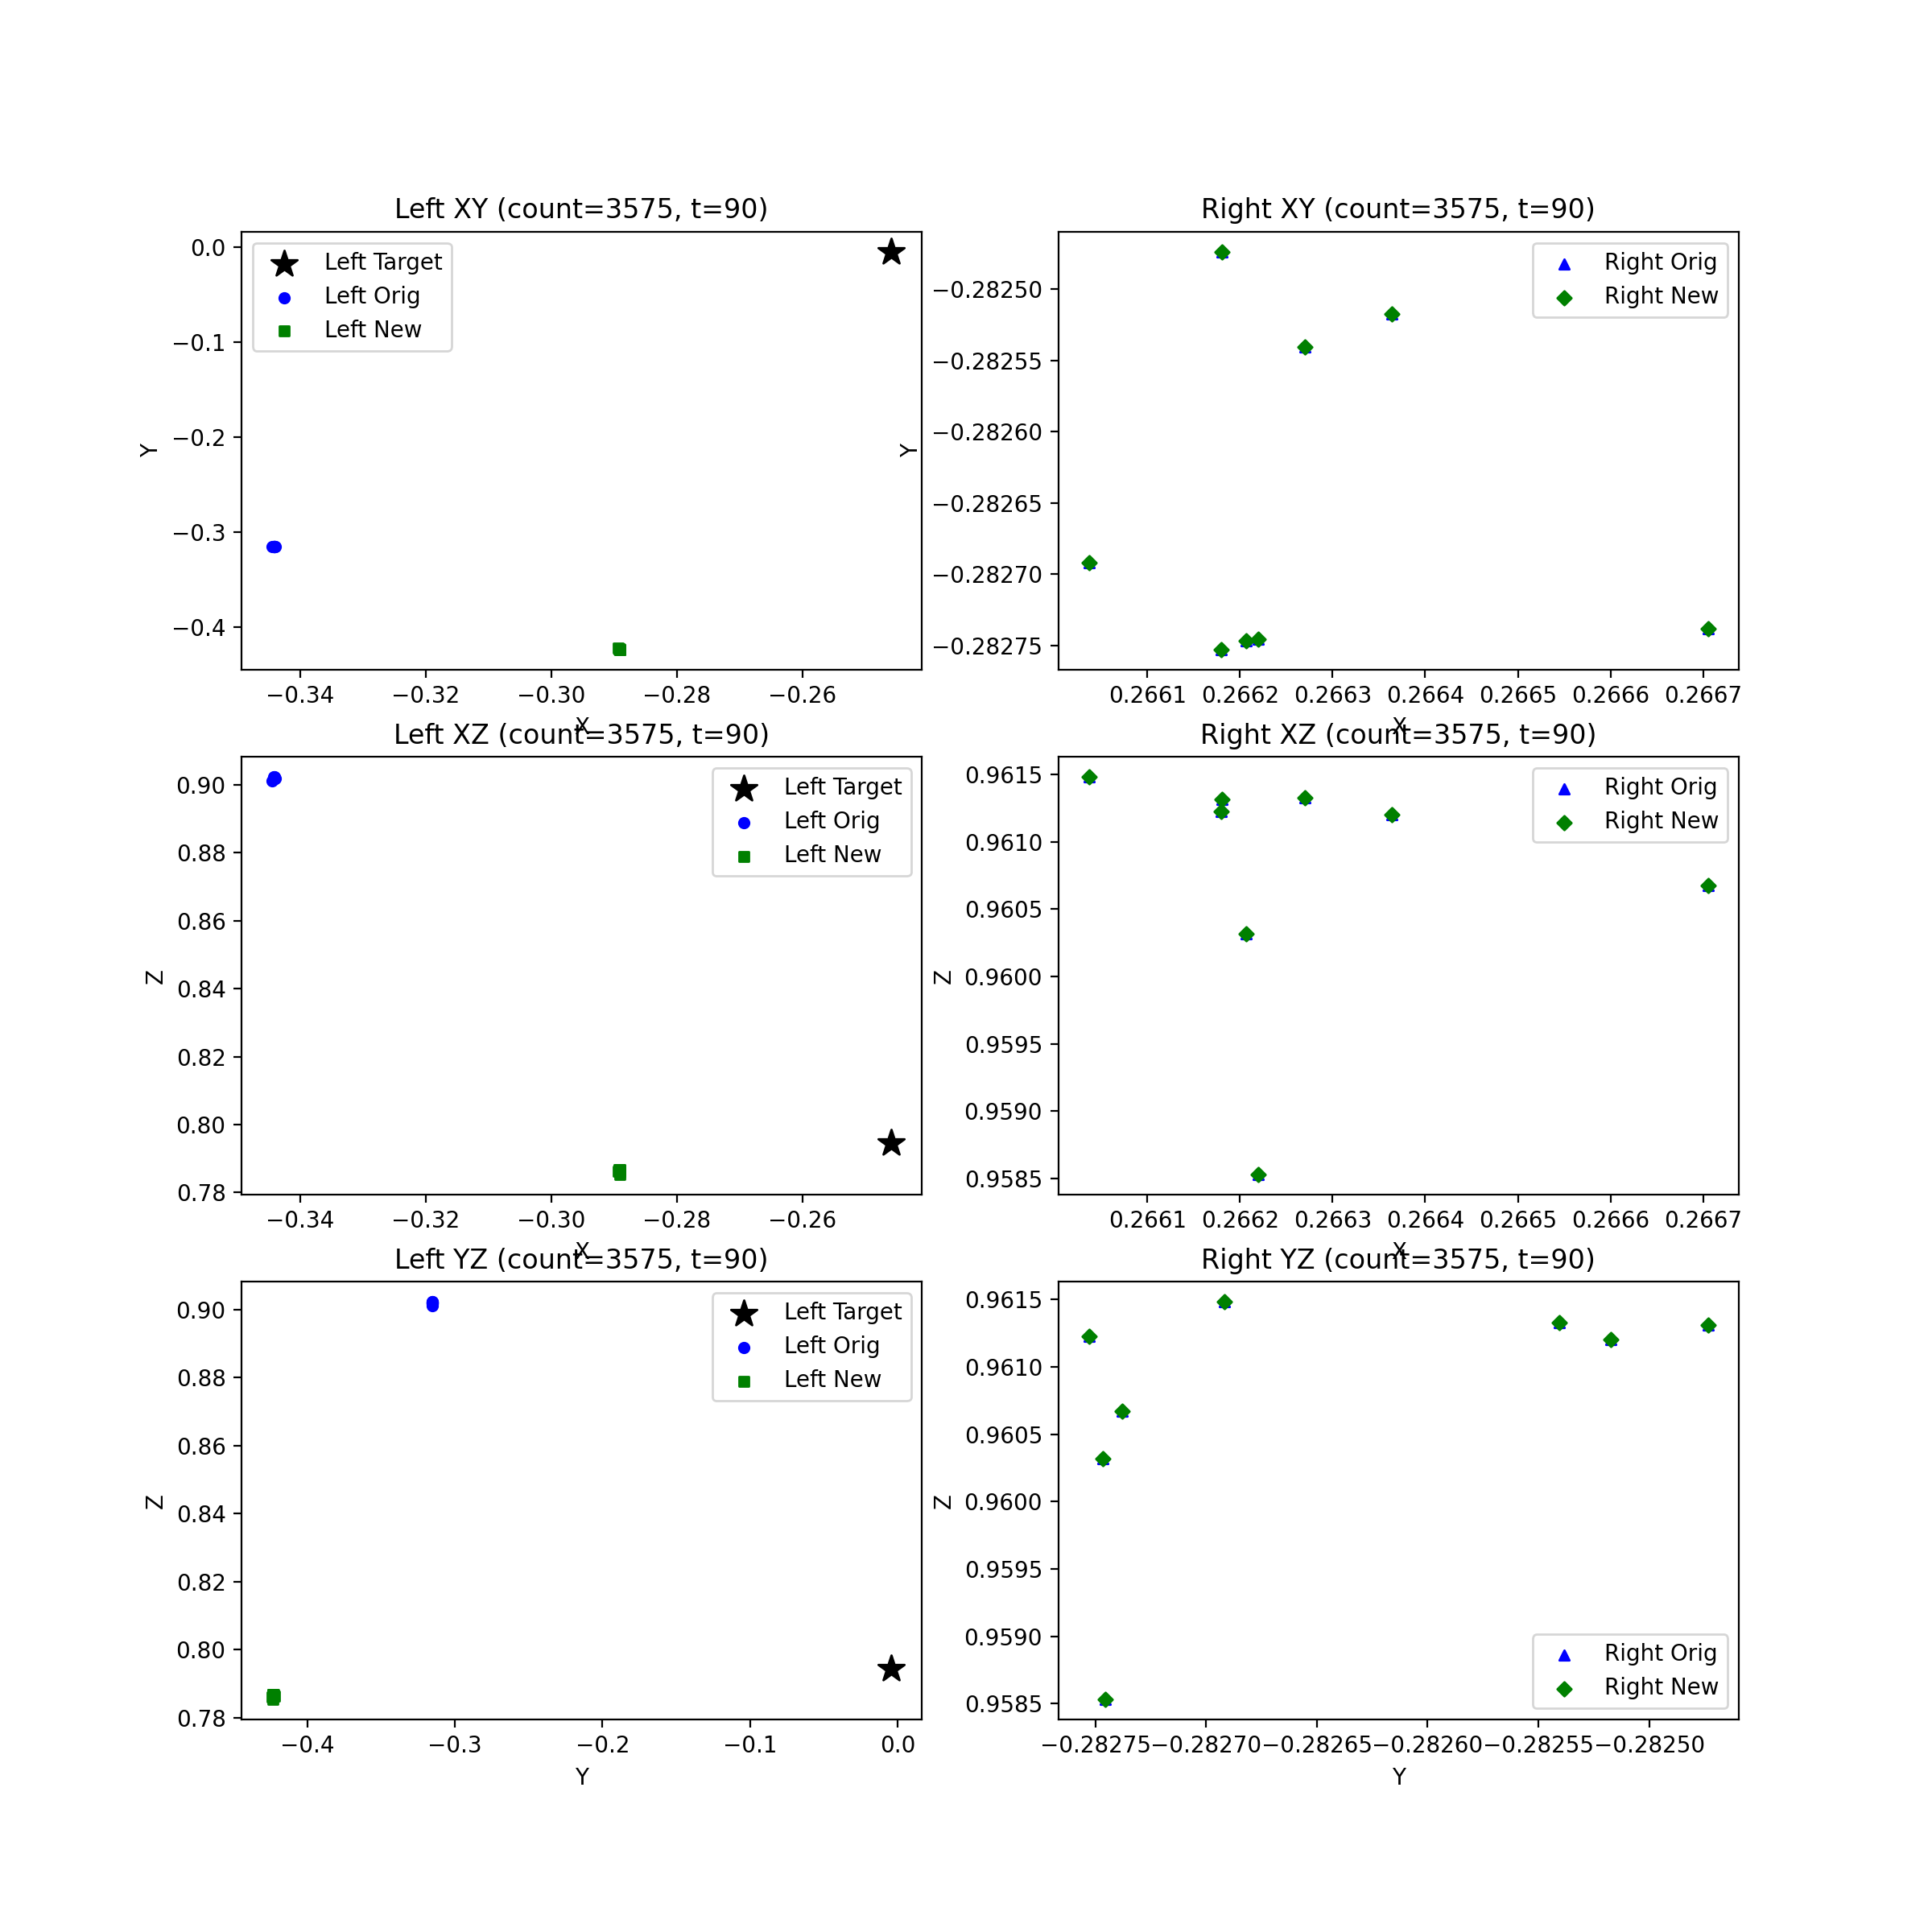 Left XY (count=3575, t=90)
Left Target
Left Orig
Left New
0.0
−0.1
−0.2
−0.3
−0.4
Y
−0.34
−0.32
−0.30
−0.28
−0.26
X
Right XY (count=3575, t=90)
Right Orig
Right New
−0.28250
−0.28255
−0.28260
−0.28265
−0.28270
−0.28275
Y
0.2661
0.2662
0.2663
0.2664
0.2665
0.2666
0.2667
X
Left XZ (count=3575, t=90)
Left Target
Left Orig
Left New
0.90
0.88
0.86
0.84
0.82
0.80
0.78
Z
−0.34
−0.32
−0.30
−0.28
−0.26
X
Right XZ (count=3575, t=90)
Right Orig
Right New
0.9615
0.9610
0.9605
0.9600
0.9595
0.9590
0.9585
Z
0.2661
0.2662
0.2663
0.2664
0.2665
0.2666
0.2667
X
Left YZ (count=3575, t=90)
Left Target
Left Orig
Left New
0.90
0.88
0.86
0.84
0.82
0.80
0.78
Z
−0.4
−0.3
−0.2
−0.1
0.0
Y
Right YZ (count=3575, t=90)
Right Orig
Right New
0.9615
0.9610
0.9605
0.9600
0.9595
0.9590
0.9585
Z
−0.28275
−0.28270
−0.28265
−0.28260
−0.28255
−0.28250
Y